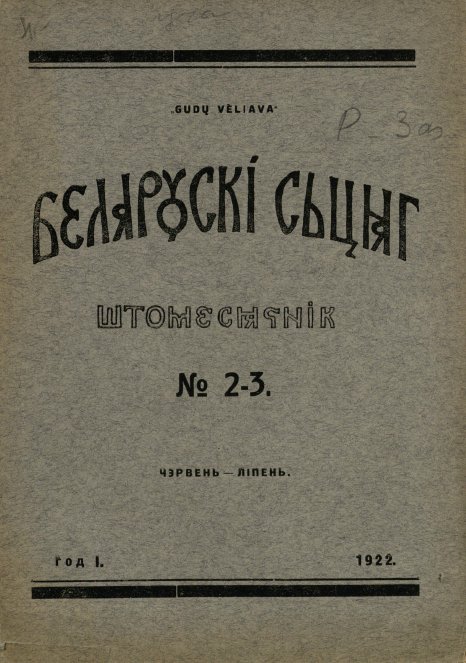 „GUDŲ VĖLIAVA“
БЕЛАРУСКІ СЬЦЯГ
ШТОМЕСЯЧНІК
№ 2-3.
ЧЭРВЕНЬ — ЛІПЕНЬ.
ГОД I. 1922.